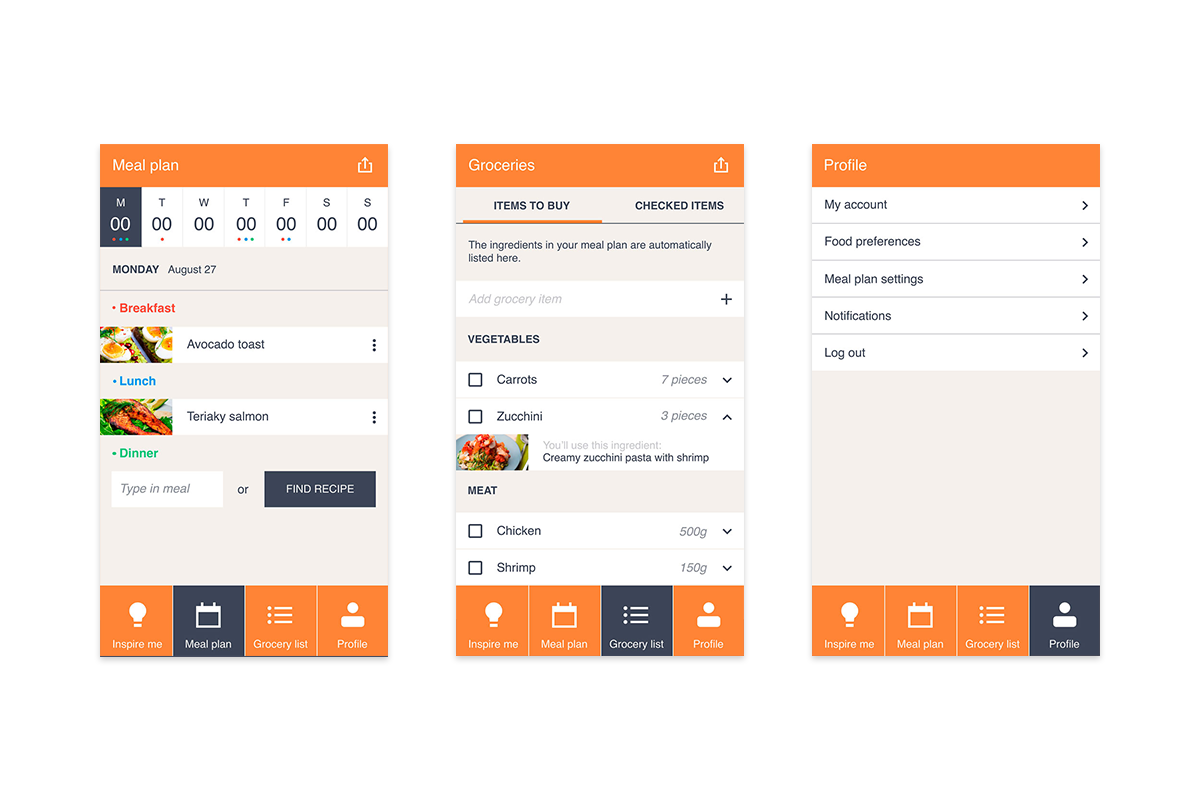 Meal plan
M T W T F S S
00 00 00 00 00 00 00
MONDAY August 27
• Breakfast
Avocado toast
• Lunch
Teriaky salmon
• Dinner
Type in meal or FIND RECIPE
Inspire me Meal plan Grocery list Profile
Groceries
ITEMS TO BUY CHECKED ITEMS
The ingredients in your meal plan are automatically
listed here.
Add grocery item
VEGETABLES
Carrots 7 pieces
Zucchini 3 pieces
You'll use this ingredient:
Creamy zucchini pasta with shrimp
MEAT
Chicken 500g
Shrimp 150g
Inspire me Meal plan Grocery list Profile
Profile
My account
Food preferences
Meal plan settings
Notifications
Log out
Inspire me Meal plan Grocery list Profile